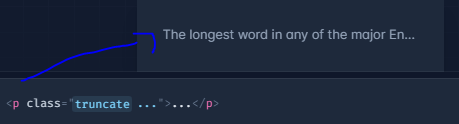 The longest word in any of the major En...
<p class="truncate ...">...</p>